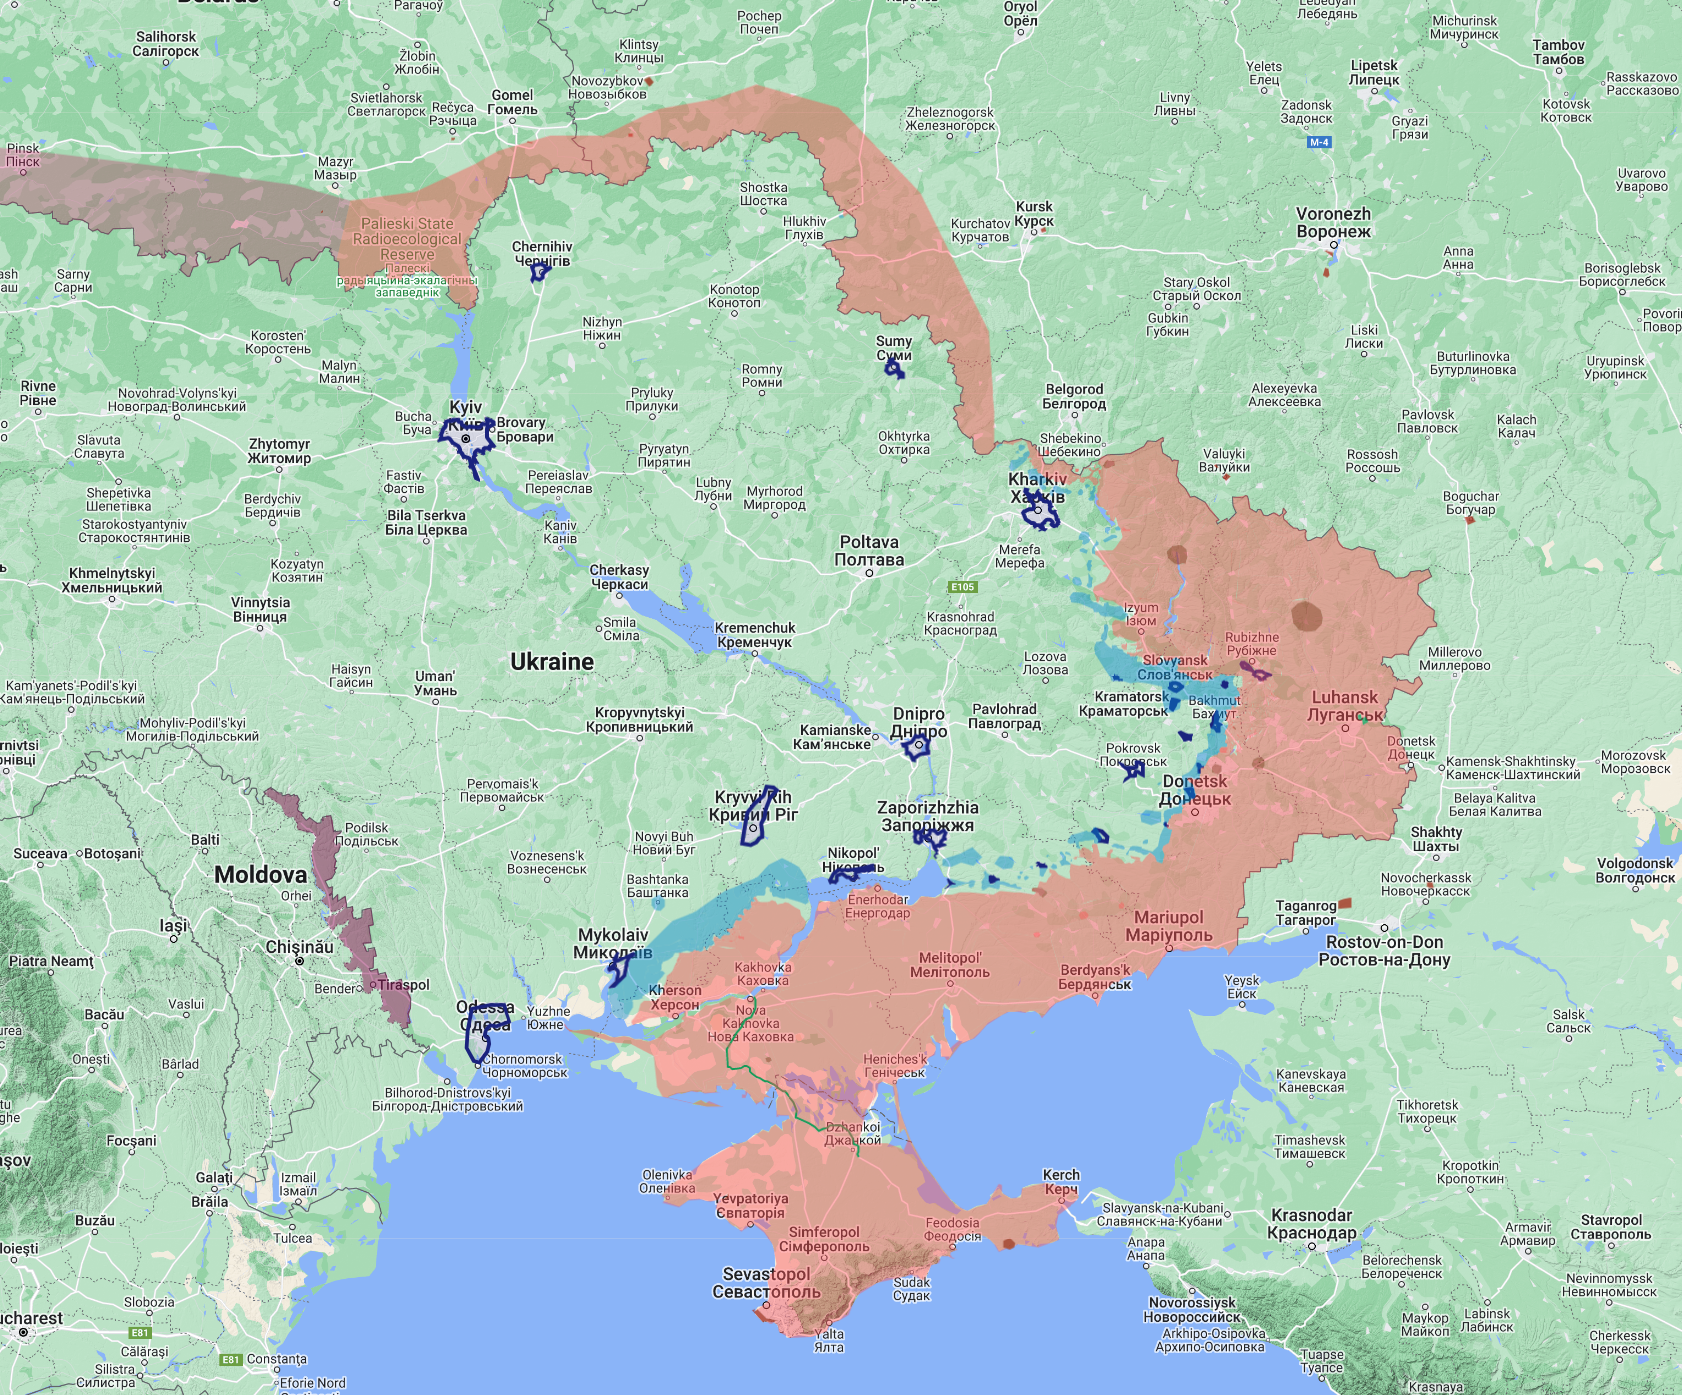 Belarus
Salihorsk
Салігорск
Рагачоў
Žlobin
Жлобін
Svietlahorsk
Светлагорск
Rečyca
Рэчыца
Gomel
Гомель
Klintsy
Клинцы
Novozybkov
Новозыбков
Pochep
Почеп
Oryol
Орёл
Лебедянь
Michurinsk
Мичуринск
Tambov
Тамбов
Yelets
Елец
Lipetsk
Липецк
Rasskazovo
Рассказово
Kotovsk
Котовск
Livny
Ливны
Zadonsk
Задонск
Gryazi
Грязи
Zheleznogorsk
Железногорск
M-4
Pinsk
Пінск
Mazyr
Мазыр
Uvarovo
Уварово
Shostka
Шостка
Hlukhiv
Глухів
Kurchatov
Курчатов
Kursk
Курск
Voronezh
Воронеж
Palieski State
Radioecological
Reserve
Палескі
радыяцыйна-экалагічны
запаведнік
Chernihiv
Чернігів
Anna
Анна
Borisoglebsk
Борисоглебск
Sarny
Сарни
Konotop
Конотоп
Stary Oskol
Старый Оскол
Gubkin
Губкин
Korosten'
Коростень
Nizhyn
Ніжин
Sumy
Суми
Liski
Лиски
Malyn
Малин
Romny
Ромни
Buturlinovka
Бутурлиновка
Uryupinsk
Урюпинск
Rivne
Рівне
Novohrad-Volyns'kyi
Новоград-Волинський
Pryluky
Прилуки
Belgorod
Белгород
Alexeyevka
Алексеевка
Kyiv
Київ
Bucha
Буча
Brovary
Бровари
Pavlovsk
Павловск
Kalach
Калач
Slavuta
Славута
Zhytomyr
Житомир
Okhtyrka
Охтирка
Shebekino
Шебекино
Pyryatyn
Пирятин
Valuyki
Валуйки
Rossosh
Россошь
Fastiv
Фастів
Pereiaslav
Переяслав
Lubny
Лубни
Myrhorod
Миргород
Kharkiv
Харків
Shepetivka
Шепетівка
Berdychiv
Бердичів
Boguchar
Богучар
Starokostyantyniv
Старокостянтинів
Bila Tserkva
Біла Церква
Kaniv
Канів
Poltava
Полтава
Merefa
Мерефа
Kozyatyn
Козятин
Khmelnytskyi
Хмельницький
Cherkasy
Черкаси
E105
Vinnytsia
Вінниця
Smila
Сміла
Kremenchuk
Кременчук
Krasnohrad
Красноград
Izyum
Ізюм
Rubizhne
Рубіжне
Ukraine
Lozova
Лозова
Slovyansk
Слов'янськ
Millerovo
Миллерово
Haisyn
Гайсин
Uman'
Умань
Kam'yanets'-Podil's'kyi
Кам'янець-Подільський
Kramatorsk
Краматорськ
Bakhmut
Бахмут
Luhansk
Луганськ
Mohyliv-Podil's'kyi
Могилів-Подільський
Kropyvnytskyi
Кропивницький
Dnipro
Дніпро
Pavlohrad
Павлоград
Kamianske
Кам'янське
Pokrovsk
Покровськ
Donetsk
Донецк
Kamensk-Shakhtinsky
Каменск-Шахтинский
Morozovsk
Морозовск
Pervomais'k
Первомайськ
Kryvyi Rih
Кривий Ріг
Zaporizhzhia
Запоріжжя
Donetsk
Донецьк
Belaya Kalitva
Белая Калитва
Shakhty
Шахты
Balti
Podilsk
Подільськ
Suceava
Botoşani
Novyi Buh
Новий Буг
Nikopol'
Нікополь
Voznesens'k
Вознесенськ
Moldova
Orhei
Bashtanka
Баштанка
Enerhodar
Енергодар
Novocherkassk
Новочеркасск
Volgodonsk
Волгодонск
Iaşi
Taganrog
Таганрог
Mariupol
Маріуполь
Rostov-on-Don
Ростов-на-Дону
Chişinău
Mykolaiv
Миколаїв
Piatra Neamţ
Bender
Tiraspol
Melitopol'
Мелітополь
Kakhovka
Каховка
Berdyans'k
Бердянськ
Kherson
Херсон
Yeysk
Ейск
Vaslui
Bacău
Odessa
Одеса
Yuzhne
Южне
Nova
Kakhovka
Нова Каховка
Salsk
Сальск
Oneşti
Bârlad
Chornomorsk
Чорноморськ
Heniches'k
Генічеськ
Kanevskaya
Каневская
Bilhorod-Dnistrovs'kyi
Білгород-Дністровський
Tikhoretsk
Тихорецк
Focşani
Dzhankoi
Джанкой
Timashevsk
Тимашевск
Galaţi
Brăila
Izmail
Ізмаїл
Olenivka
Оленівка
Kerch
Керч
Kropotkin
Кропоткин
Yevpatoriya
Євпаторія
Slavyansk-na-Kubani
Славянск-на-Кубани
Krasnodar
Краснодар
Buzău
Tulcea
Simferopol
Сімферополь
Feodosia
Феодосія
Armavir
Армавир
Stavropol
Ставрополь
Anapa
Анапа
Sevastopol
Севастополь
Sudak
Судак
Belorechensk
Белореченск
Nevinnomyssk
Невинномысск
Slobozia
Novorossiysk
Новороссийск
Maykop
Майкоп
Labinsk
Лабинск
Yalta
Ялта
Arkhipo-Osipovka
Архипо-Осиповка
Cherkessk
Черкесск
E81
Călăraşi
E81
Constanţa
Silistra
Силистра
Eforie Nord
Tuapse
Туапсе
Krasnaya